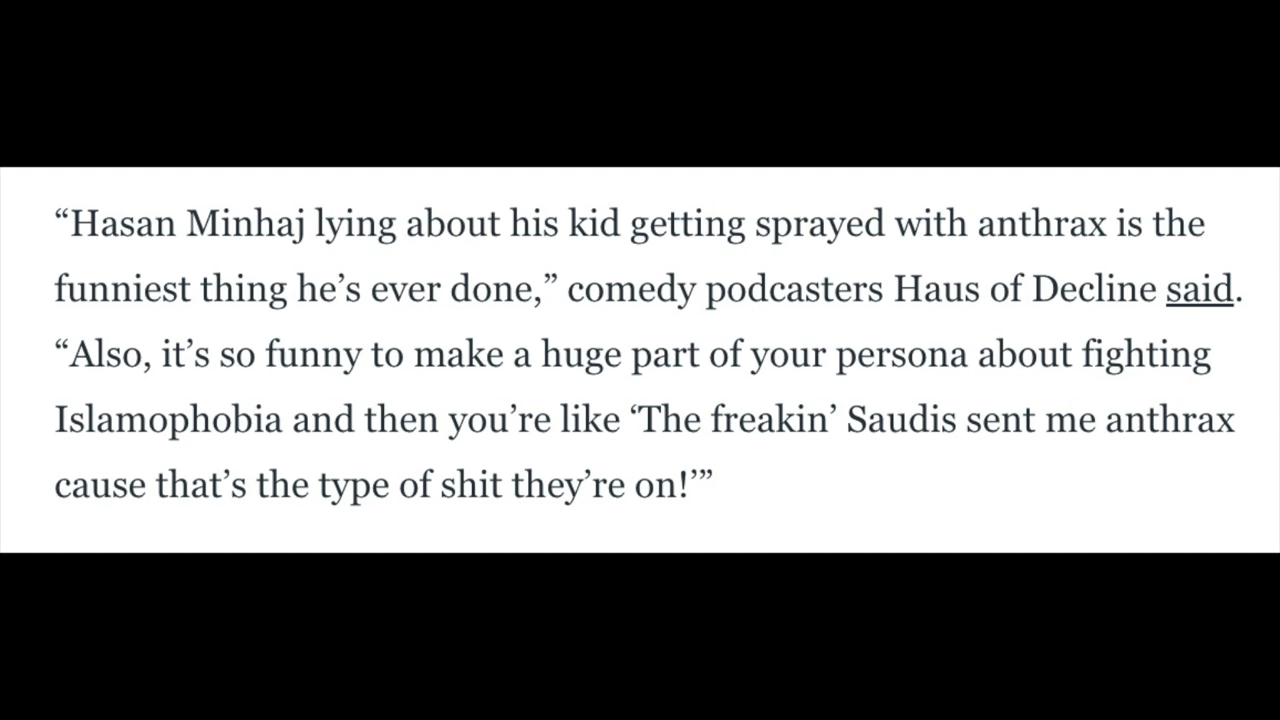 “Hasan Minhaj lying about his kid getting sprayed with anthrax is the
funniest thing he’s ever done,” comedy podcasters Haus of Decline said.
“Also, it’s so funny to make a huge part of your persona about fighting
Islamophobia and then you’re like ‘The freakin’ Saudis sent me anthrax
cause that’s the type of shit they’re on!’”